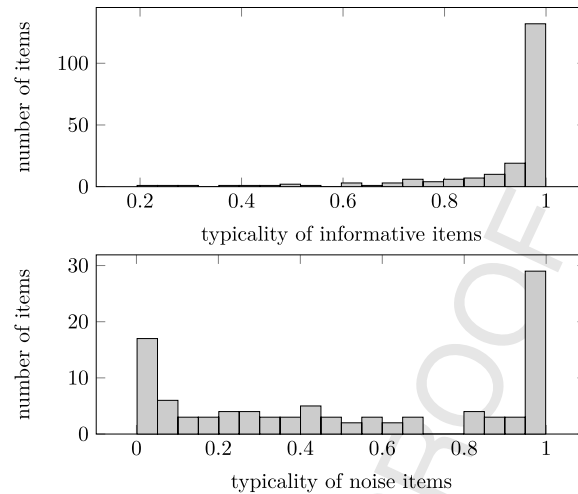 number of items
100
50
0
0.2 0.4 0.6 0.8 1
typicality of informative items
number of items
30
20
10
0
0 0.2 0.4 0.6 0.8 1
typicality of noise items
ROOF